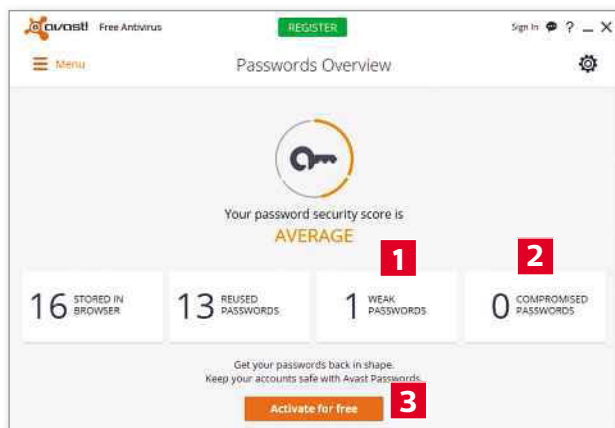 avast! Free Antivirus REGISTER Sign In ? _ X
Menu Passwords Overview
Your password security score is
AVERAGE
1 2
16 STORED IN BROWSER 13 REUSED PASSWORDS 1 WEAK PASSWORDS 0 COMPROMISED PASSWORDS
Get your passwords back in shape.
Keep your accounts safe with Avast Passwords.
Activate for free 3